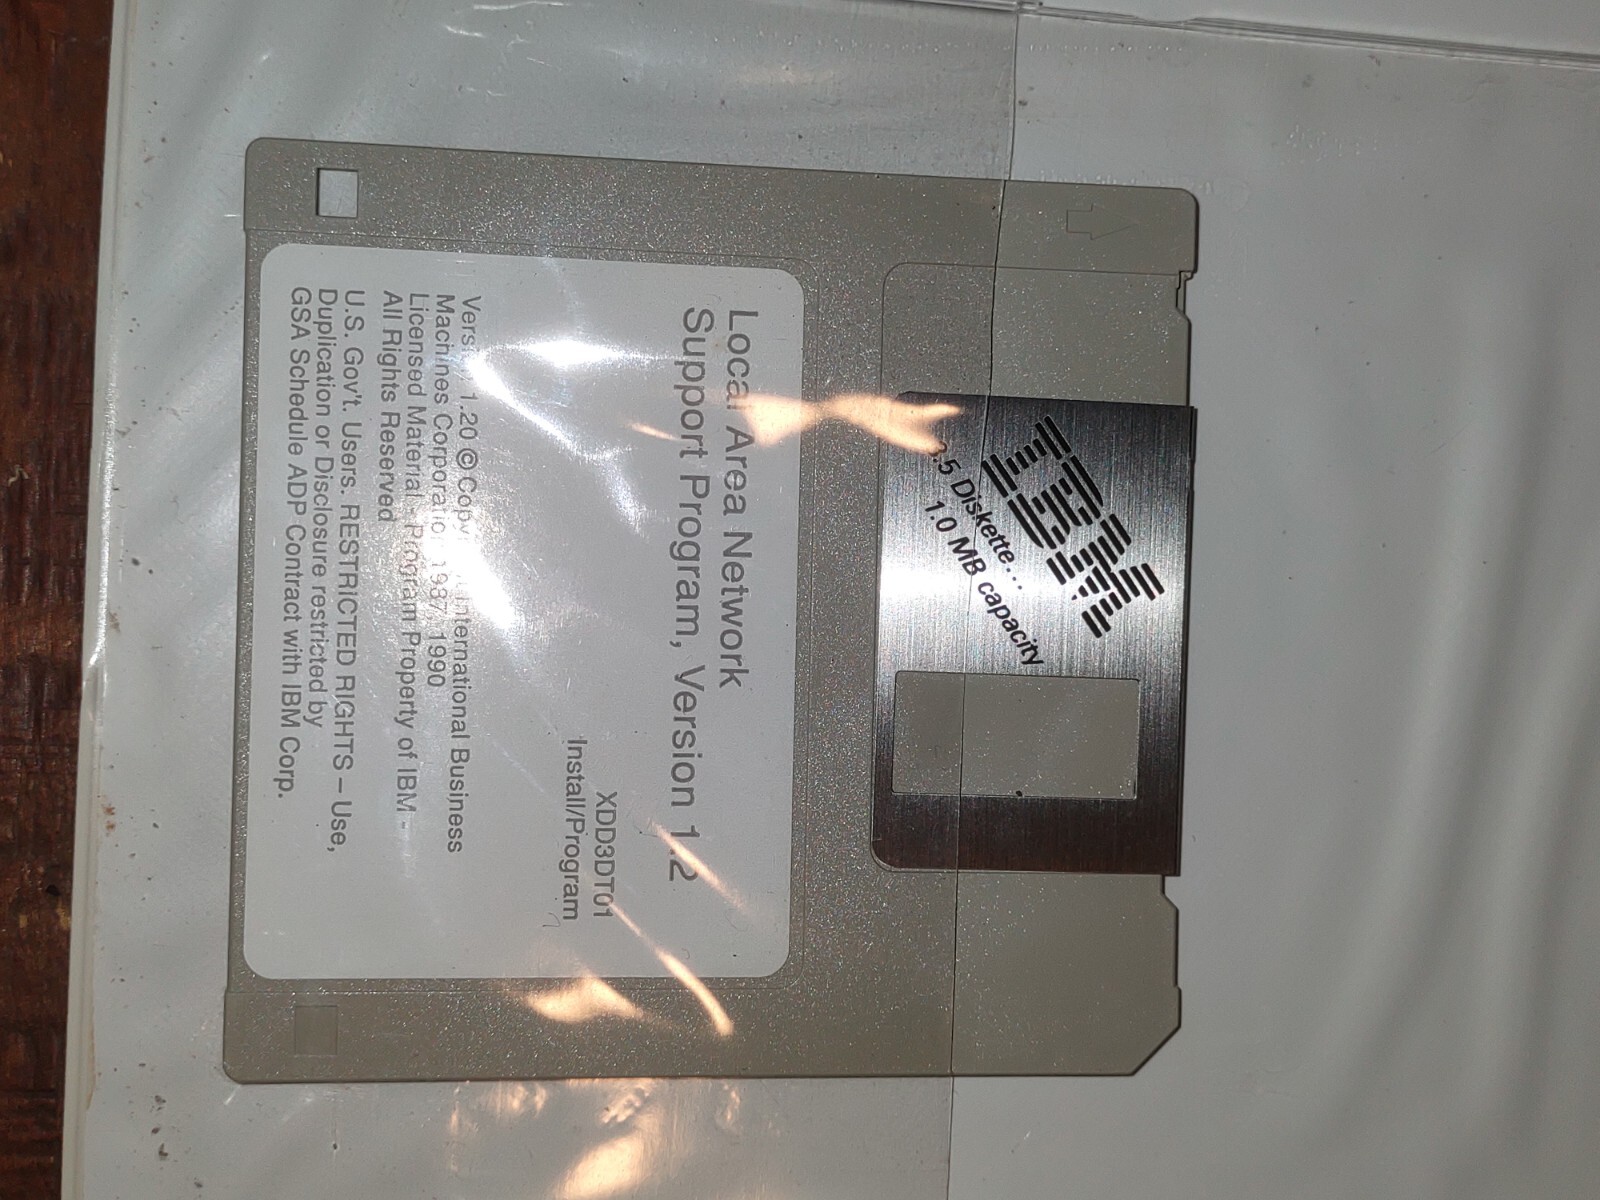 IBM
3.5 Diskette...
1.0 MB capacity
Local Area Network
Support Program, Version 1.2
XDD3DT01
Install/Program
Version 1.20 © Copyright International Business
Machines Corporation 1987, 1990
Licensed Material - Program Property of IBM -
All Rights Reserved
U.S. Gov't. Users. RESTRICTED RIGHTS – Use,
Duplication or Disclosure restricted by
GSA Schedule ADP Contract with IBM Corp.